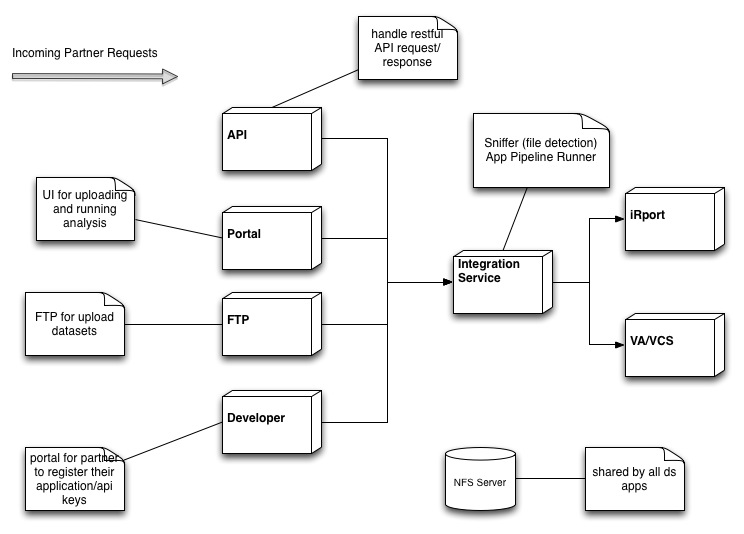 handle restful
API request/
response
Incoming Partner Requests
API
Sniffer (file detection)
App Pipeline Runner
UI for uploading
and running
analysis
Portal
iRport
Integration
Service
FTP for upload
datasets
FTP
VA/VCS
Developer
portal for partner
to register their
application/api
keys
NFS Server
shared by all ds
apps